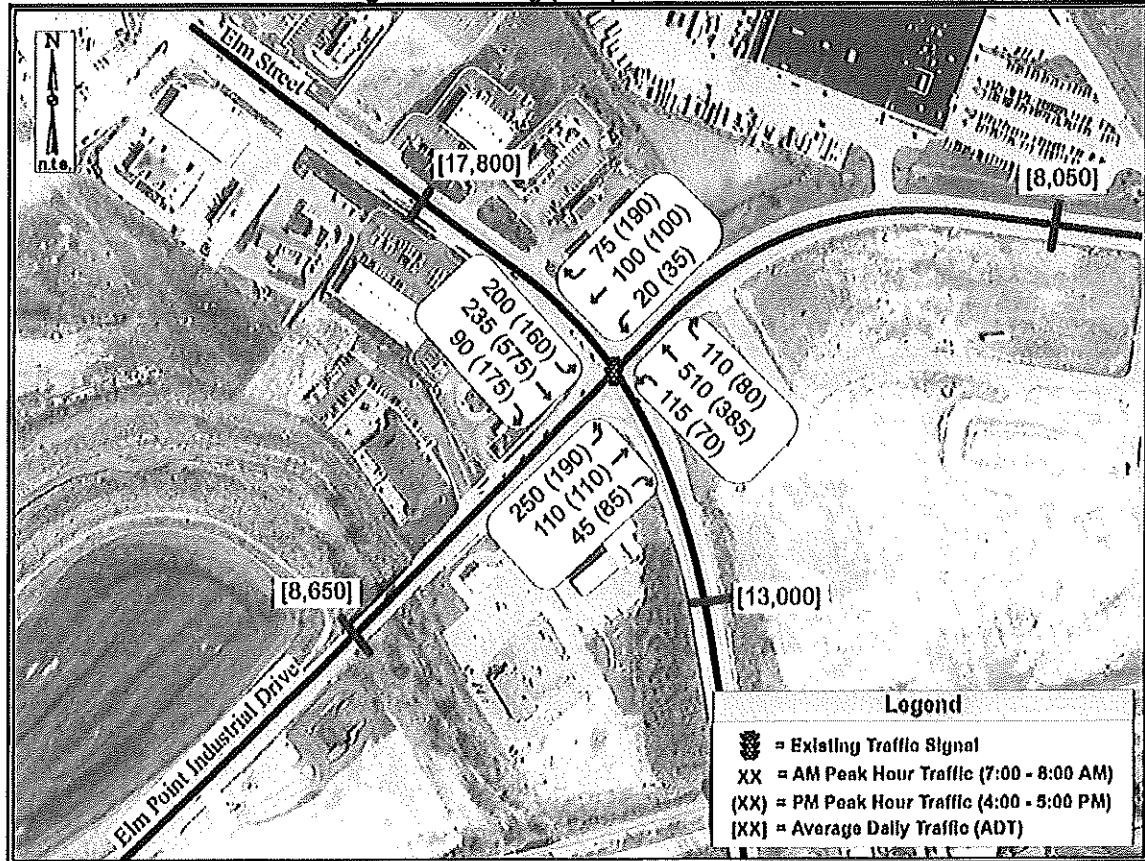 N
n.t.s.
Elm Street
[17,800]
[8,050]
75 (190)
100 (100)
20 (35)
200 (160)
235 (575)
90 (175)
110 (80)
510 (385)
115 (70)
250 (190)
110 (110)
45 (85)
[8,650]
[13,000]
Elm Point Industrial Drive
Legend
= Existing Traffic Signal
XX = AM Peak Hour Traffic (7:00 - 8:00 AM)
(XX) = PM Peak Hour Traffic (4:00 - 5:00 PM)
[XX] = Average Daily Traffic (ADT)